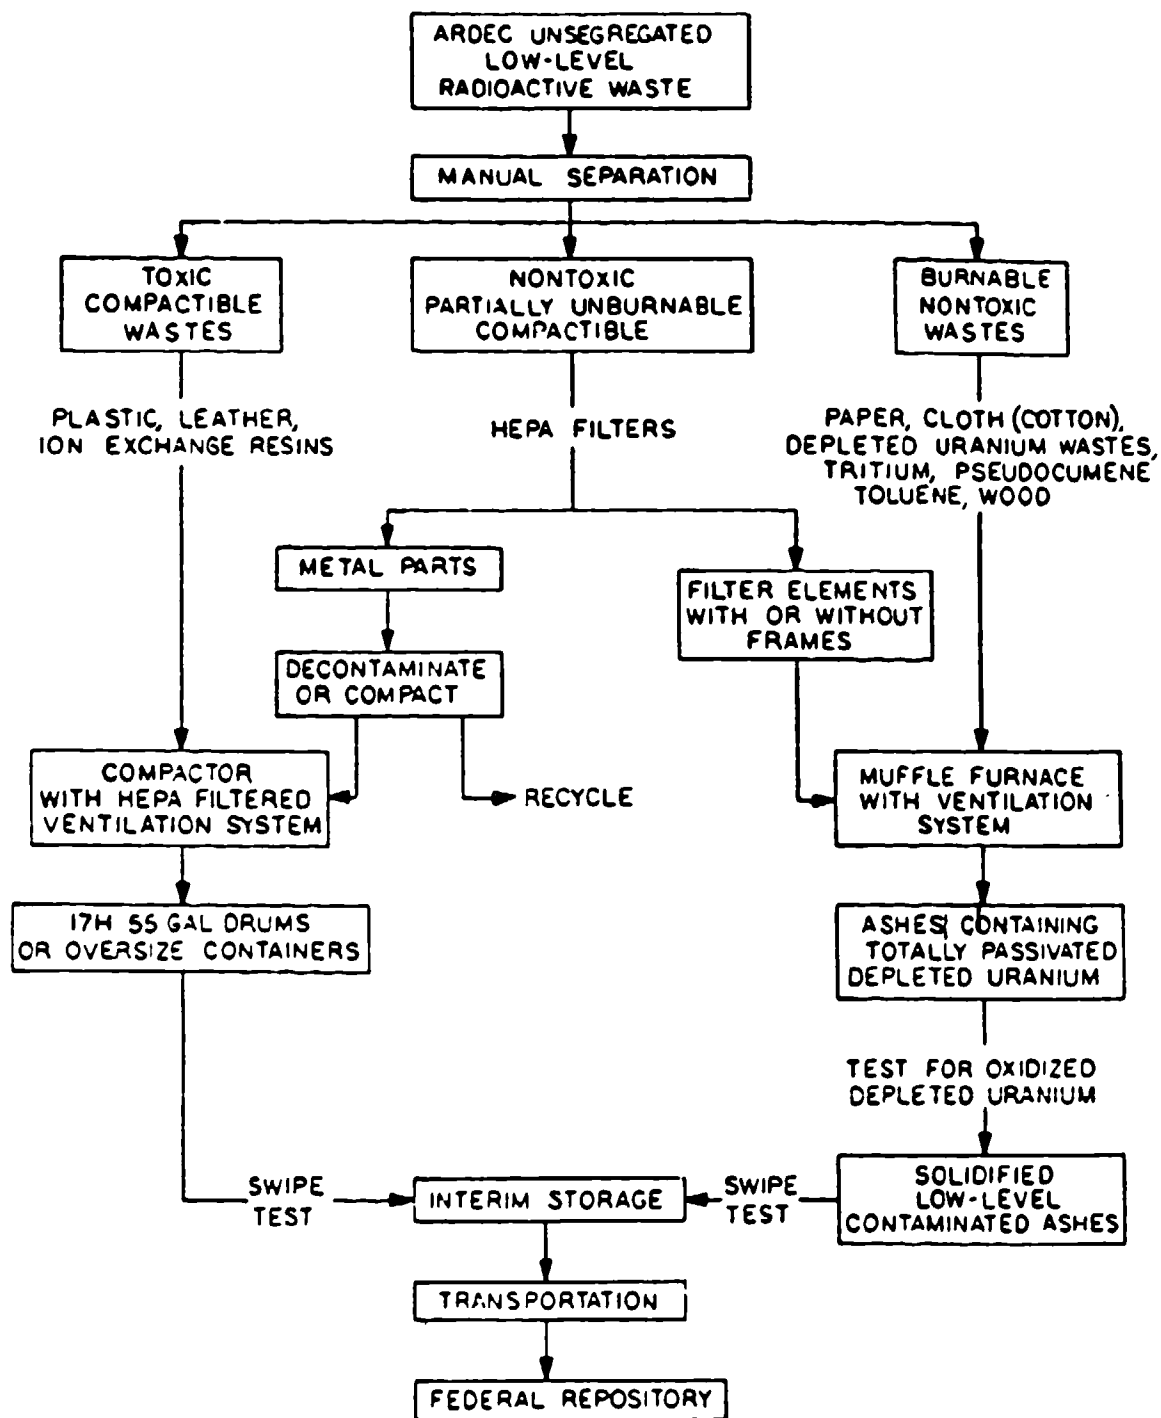 ARDEC UNSEGREGATED
LOW-LEVEL
RADIOACTIVE WASTE
MANUAL SEPARATION
TOXIC
COMPACTIBLE
WASTES
NONTOXIC
PARTIALLY UNBURNABLE
COMPACTIBLE
BURNABLE
NONTOXIC
WASTES
PLASTIC, LEATHER,
ION EXCHANGE RESINS
HEPA FILTERS
PAPER, CLOTH (COTTON),
DEPLETED URANIUM WASTES,
TRITIUM, PSEUDOCUMENE
TOLUENE, WOOD
METAL PARTS
FILTER ELEMENTS
WITH OR WITHOUT
FRAMES
DECONTAMINATE
OR COMPACT
COMPACTOR
WITH HEPA FILTERED
VENTILATION SYSTEM
RECYCLE
MUFFLE FURNACE
WITH VENTILATION
SYSTEM
17H 55 GAL DRUMS
OR OVERSIZE CONTAINERS
ASHES CONTAINING
TOTALLY PASSIVATED
DEPLETED URANIUM
TEST FOR OXIDIZED
DEPLETED URANIUM
SWIPE
TEST
INTERIM STORAGE
SWIPE
TEST
SOLIDIFIED
LOW-LEVEL
CONTAMINATED ASHES
TRANSPORTATION
FEDERAL REPOSITORY